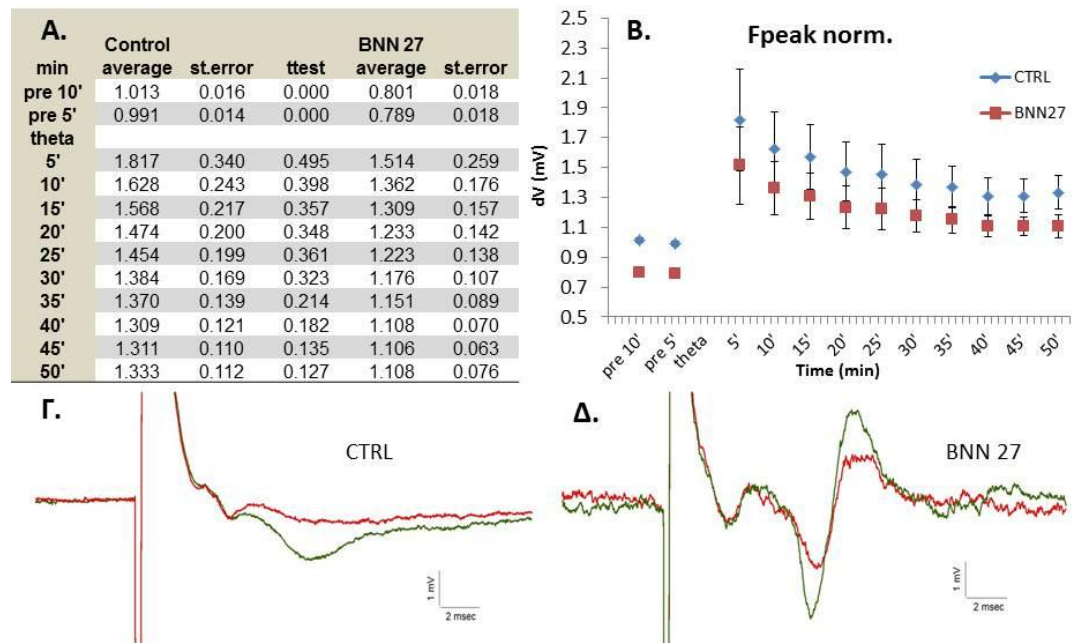 A.
Control BNN 27
min average st.error ttest average st.error
pre 10' 1.013 0.016 0.000 0.801 0.018
pre 5' 0.991 0.014 0.000 0.789 0.018
theta
5' 1.817 0.340 0.495 1.514 0.259
10' 1.628 0.243 0.398 1.362 0.176
15' 1.568 0.217 0.357 1.309 0.157
20' 1.474 0.200 0.348 1.233 0.142
25' 1.454 0.199 0.361 1.223 0.138
30' 1.384 0.169 0.323 1.176 0.107
35' 1.370 0.139 0.214 1.151 0.089
40' 1.309 0.121 0.182 1.108 0.070
45' 1.311 0.110 0.135 1.106 0.063
50' 1.333 0.112 0.127 1.108 0.076
B.
Fpeak norm.
CTRL
BNN27
dV (mV)
2.5
2.3
2.1
1.9
1.7
1.5
1.3
1.1
0.9
0.7
0.5
pre 10' pre 5' theta 5' 10' 15' 20' 25' 30' 35' 40' 45' 50'
Time (min)
Γ.
CTRL
1 mV
2 msec
Δ.
BNN 27
1 mV
2 msec